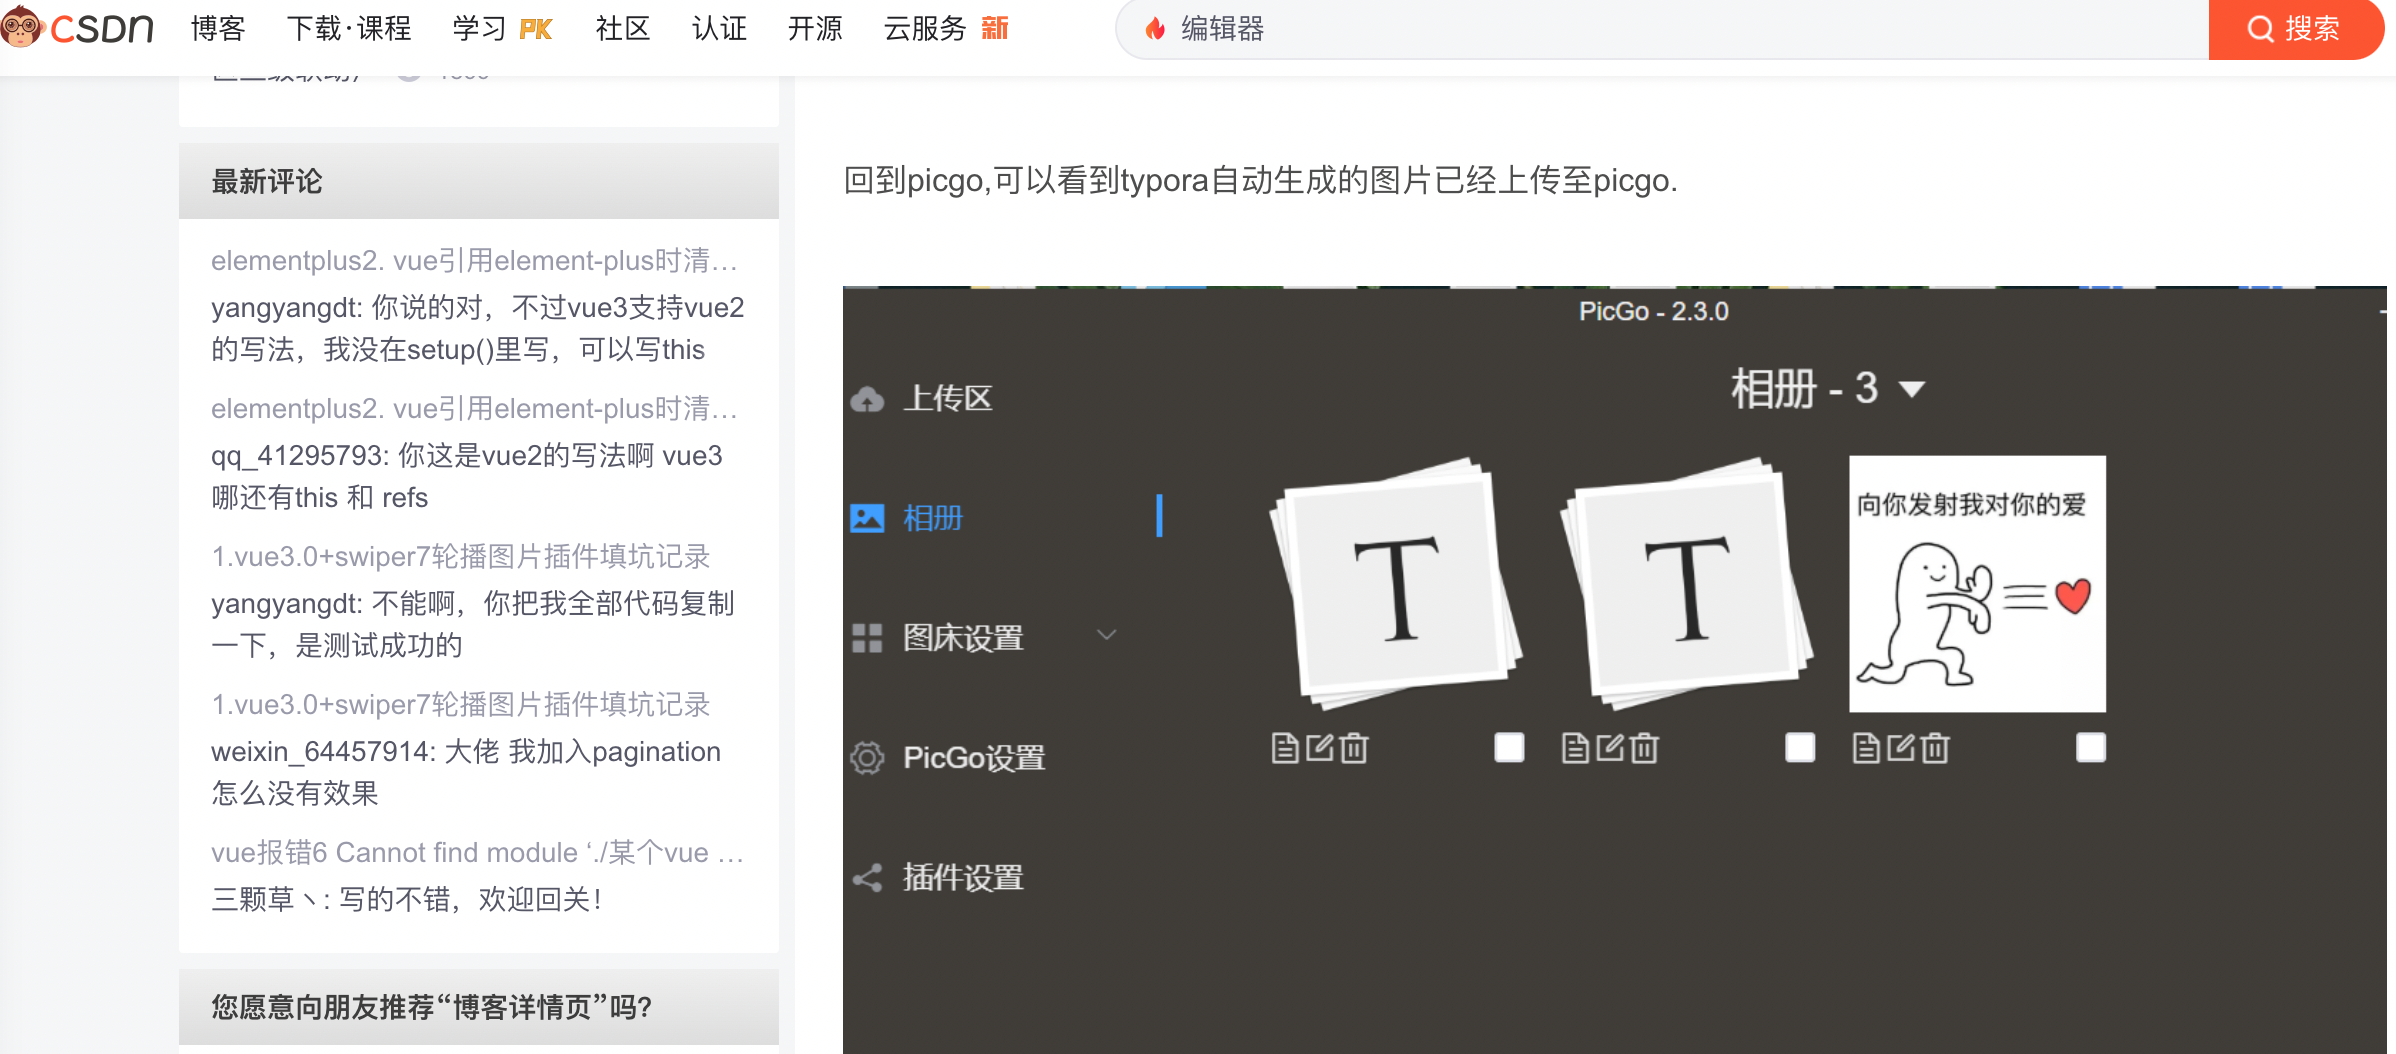 CSDN 博客 下载·课程 学习 PK 社区 认证 开源 云服务 新 编辑器 搜索
最新评论
elementplus2. vue引用element-plus时清…
yangyangdt: 你说的对，不过vue3支持vue2
的写法，我没在setup()里写，可以写this
elementplus2. vue引用element-plus时清…
qq_41295793: 你这是vue2的写法啊 vue3
哪还有this 和 refs
1.vue3.0+swiper7轮播图片插件填坑记录
yangyangdt: 不能啊，你把我全部代码复制
一下，是测试成功的
1.vue3.0+swiper7轮播图片插件填坑记录
weixin_64457914: 大佬 我加入pagination
怎么没有效果
vue报错6 Cannot find module ‘./某个vue …
三颗草丶: 写的不错，欢迎回关！
您愿意向朋友推荐“博客详情页”吗?
回到picgo,可以看到typora自动生成的图片已经上传至picgo.
PicGo - 2.3.0
上传区
相册
图床设置
PicGo设置
插件设置
相册 - 3
T
T
向你发射我对你的爱